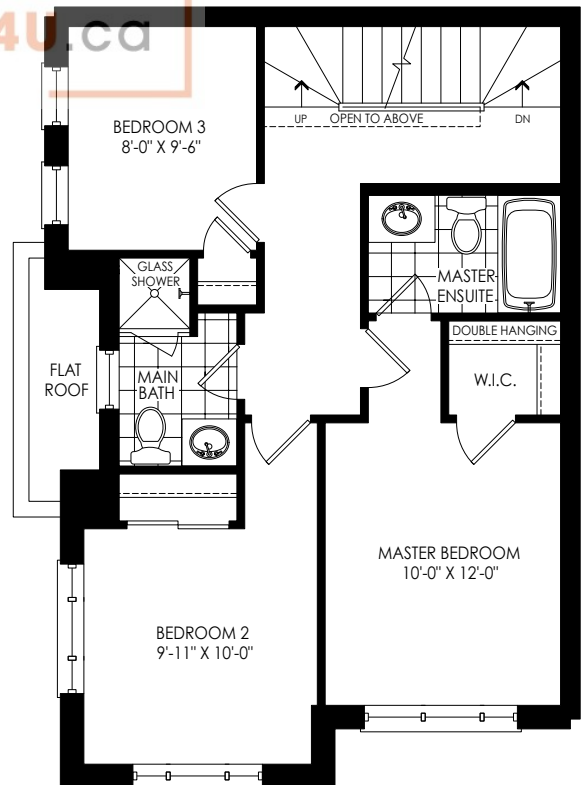 4U.ca
BEDROOM 3
8'-0" X 9'-6"
UP
OPEN TO ABOVE
DN
GLASS
SHOWER
MASTER
ENSUITE
DOUBLE HANGING
W.I.C.
FLAT
ROOF
MAIN
BATH
MASTER BEDROOM
10'-0" X 12'-0"
BEDROOM 2
9'-11" X 10'-0"